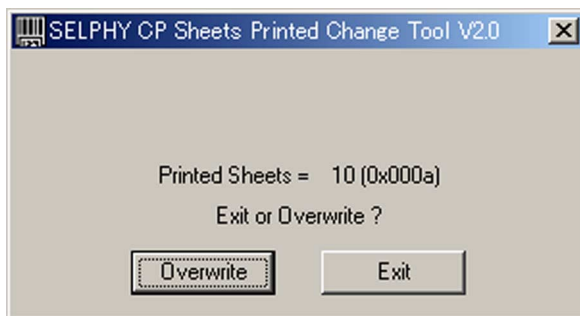 SELPHY CP Sheets Printed Change Tool V2.0
Printed Sheets = 10 (0x000a)
Exit or Overwrite ?
Overwrite Exit